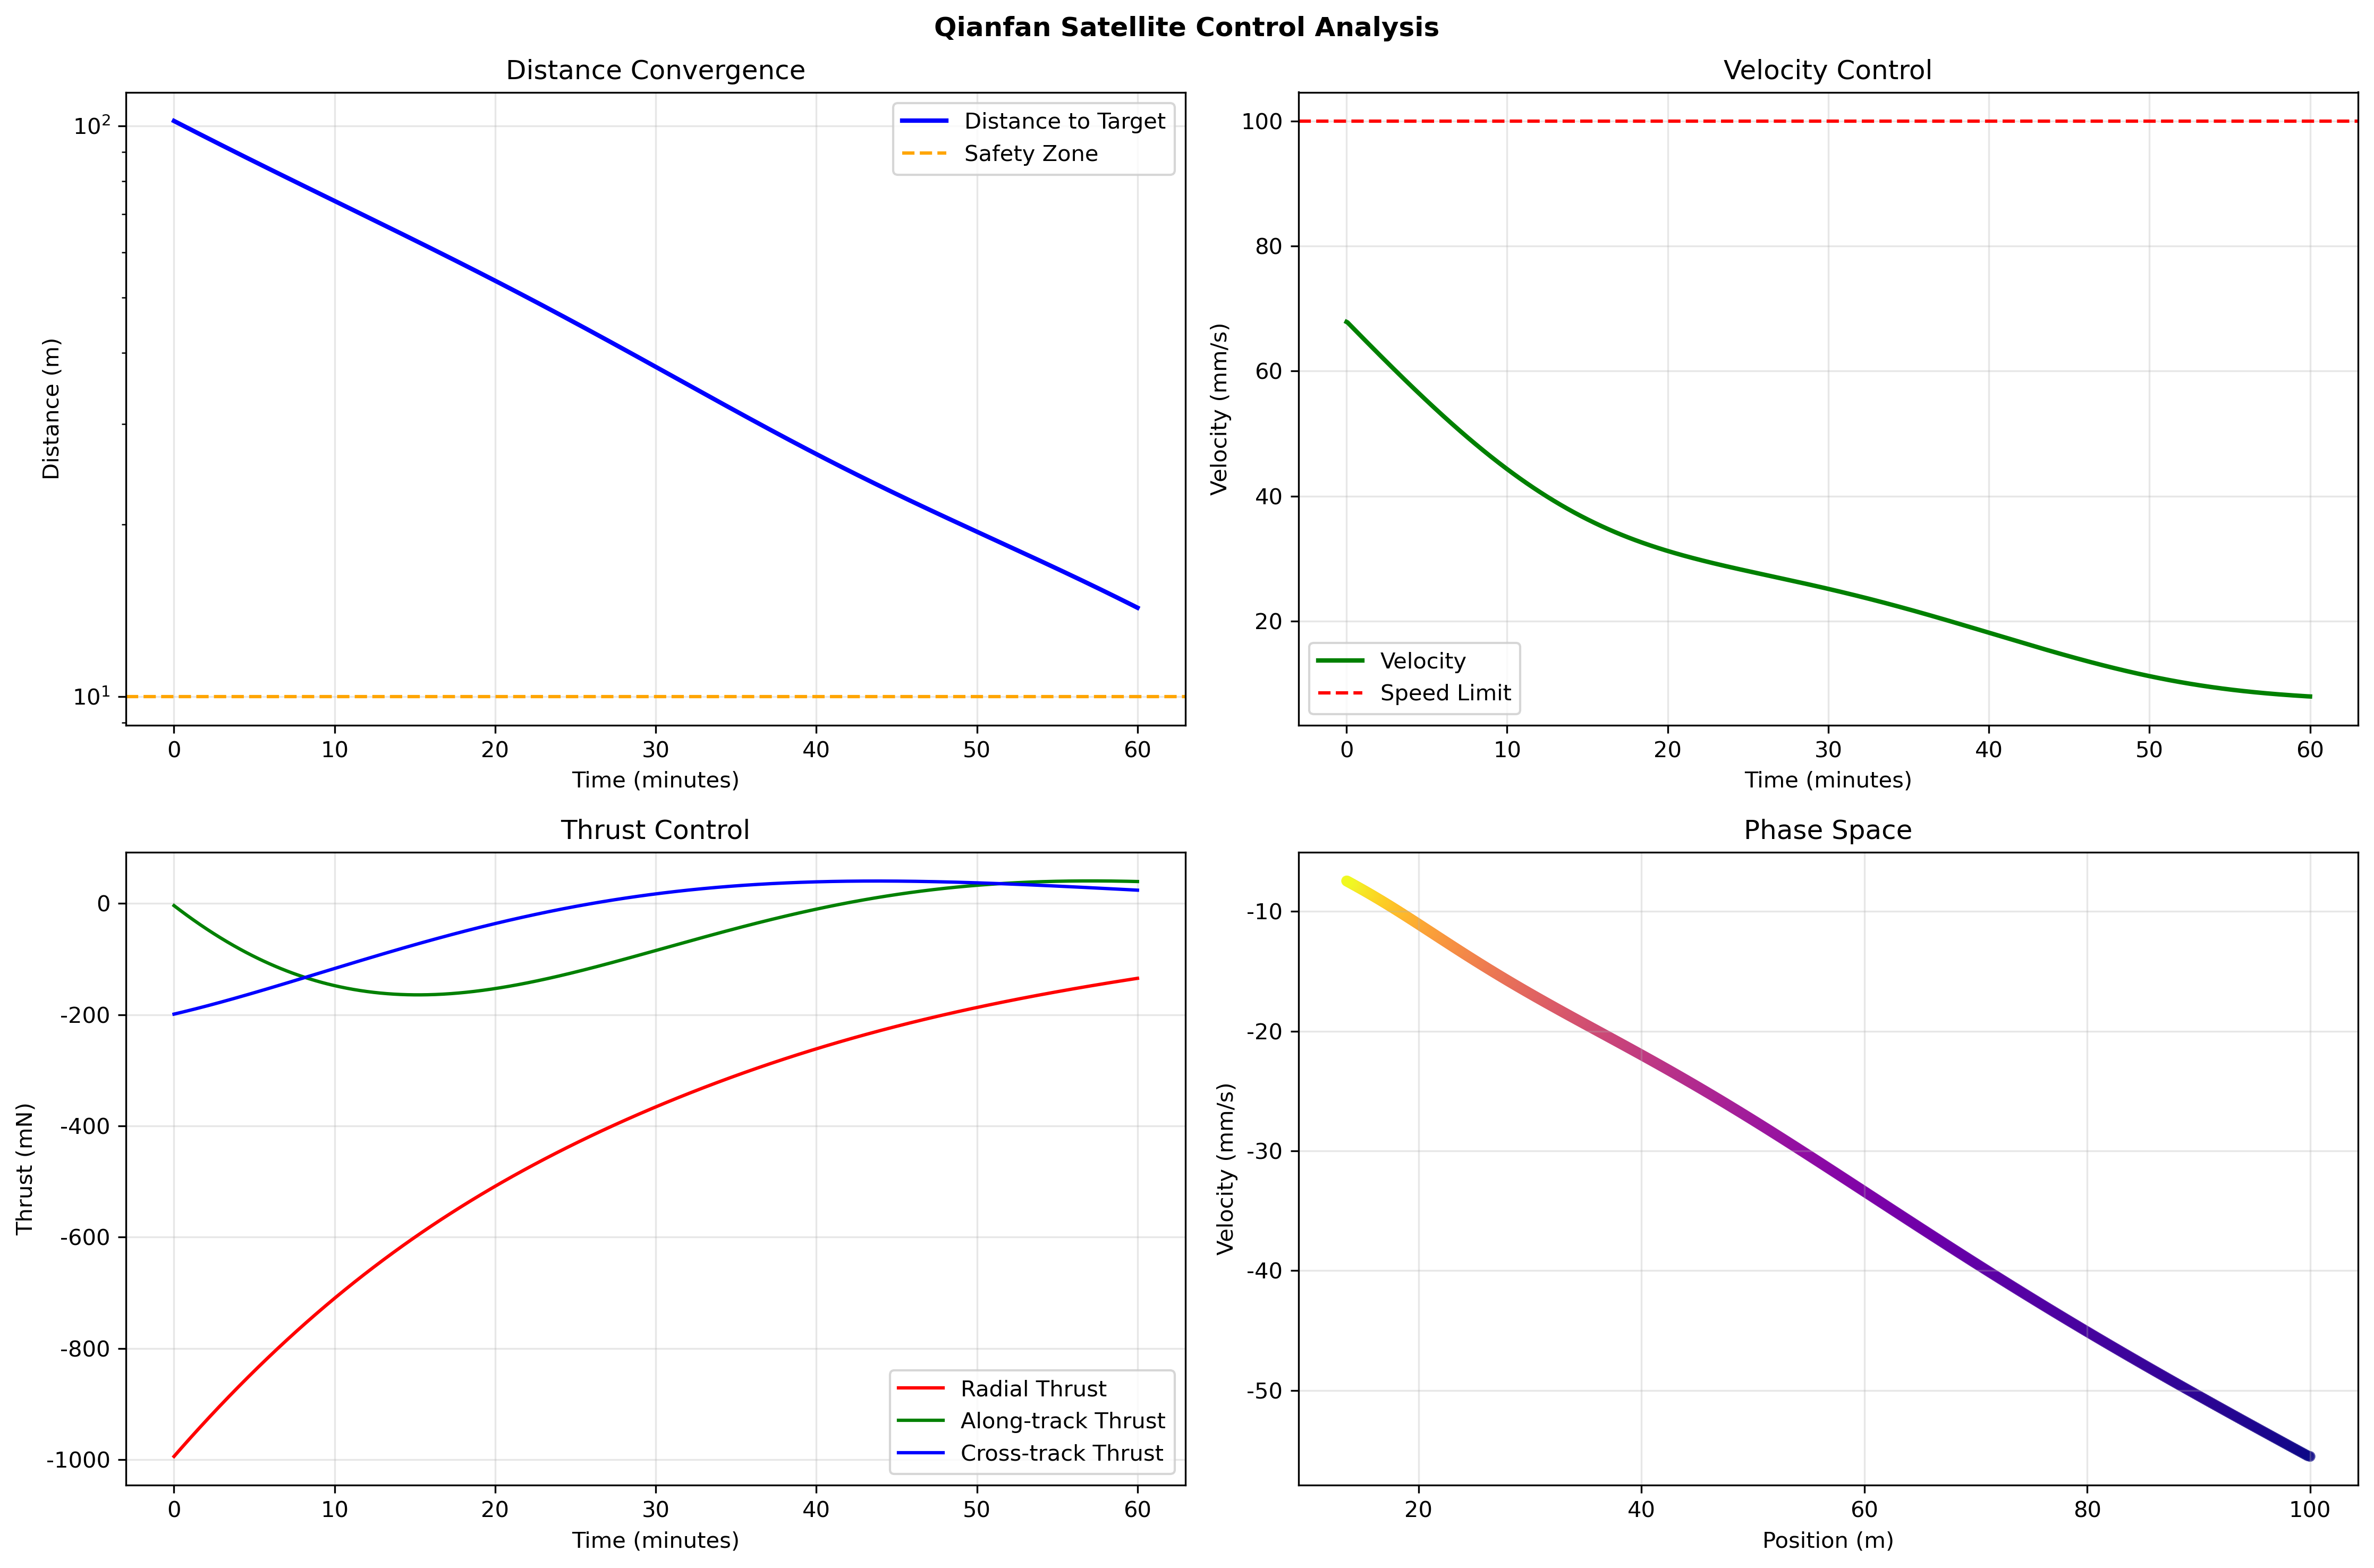 Qianfan Satellite Control Analysis
Distance Convergence
10²
10¹
Distance (m)
0 10 20 30 40 50 60
Time (minutes)
Distance to Target
Safety Zone
Velocity Control
100
80
60
40
20
Velocity (mm/s)
0 10 20 30 40 50 60
Time (minutes)
Velocity
Speed Limit
Thrust Control
0
-200
-400
-600
-800
-1000
Thrust (mN)
0 10 20 30 40 50 60
Time (minutes)
Radial Thrust
Along-track Thrust
Cross-track Thrust
Phase Space
-10
-20
-30
-40
-50
Velocity (mm/s)
20 40 60 80 100
Position (m)